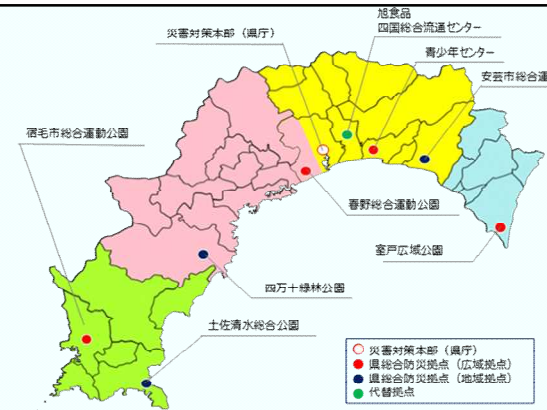 旭食品
四国総合流通センター
災害対策本部（県庁）
青少年センター
安芸市総合運
宿毛市総合運動公園
春野総合運動公園
室戸広域公園
四万十緑林公園
土佐清水総合公園
災害対策本部（県庁）
県総合防災拠点（広域拠点）
県総合防災拠点（地域拠点）
代替拠点